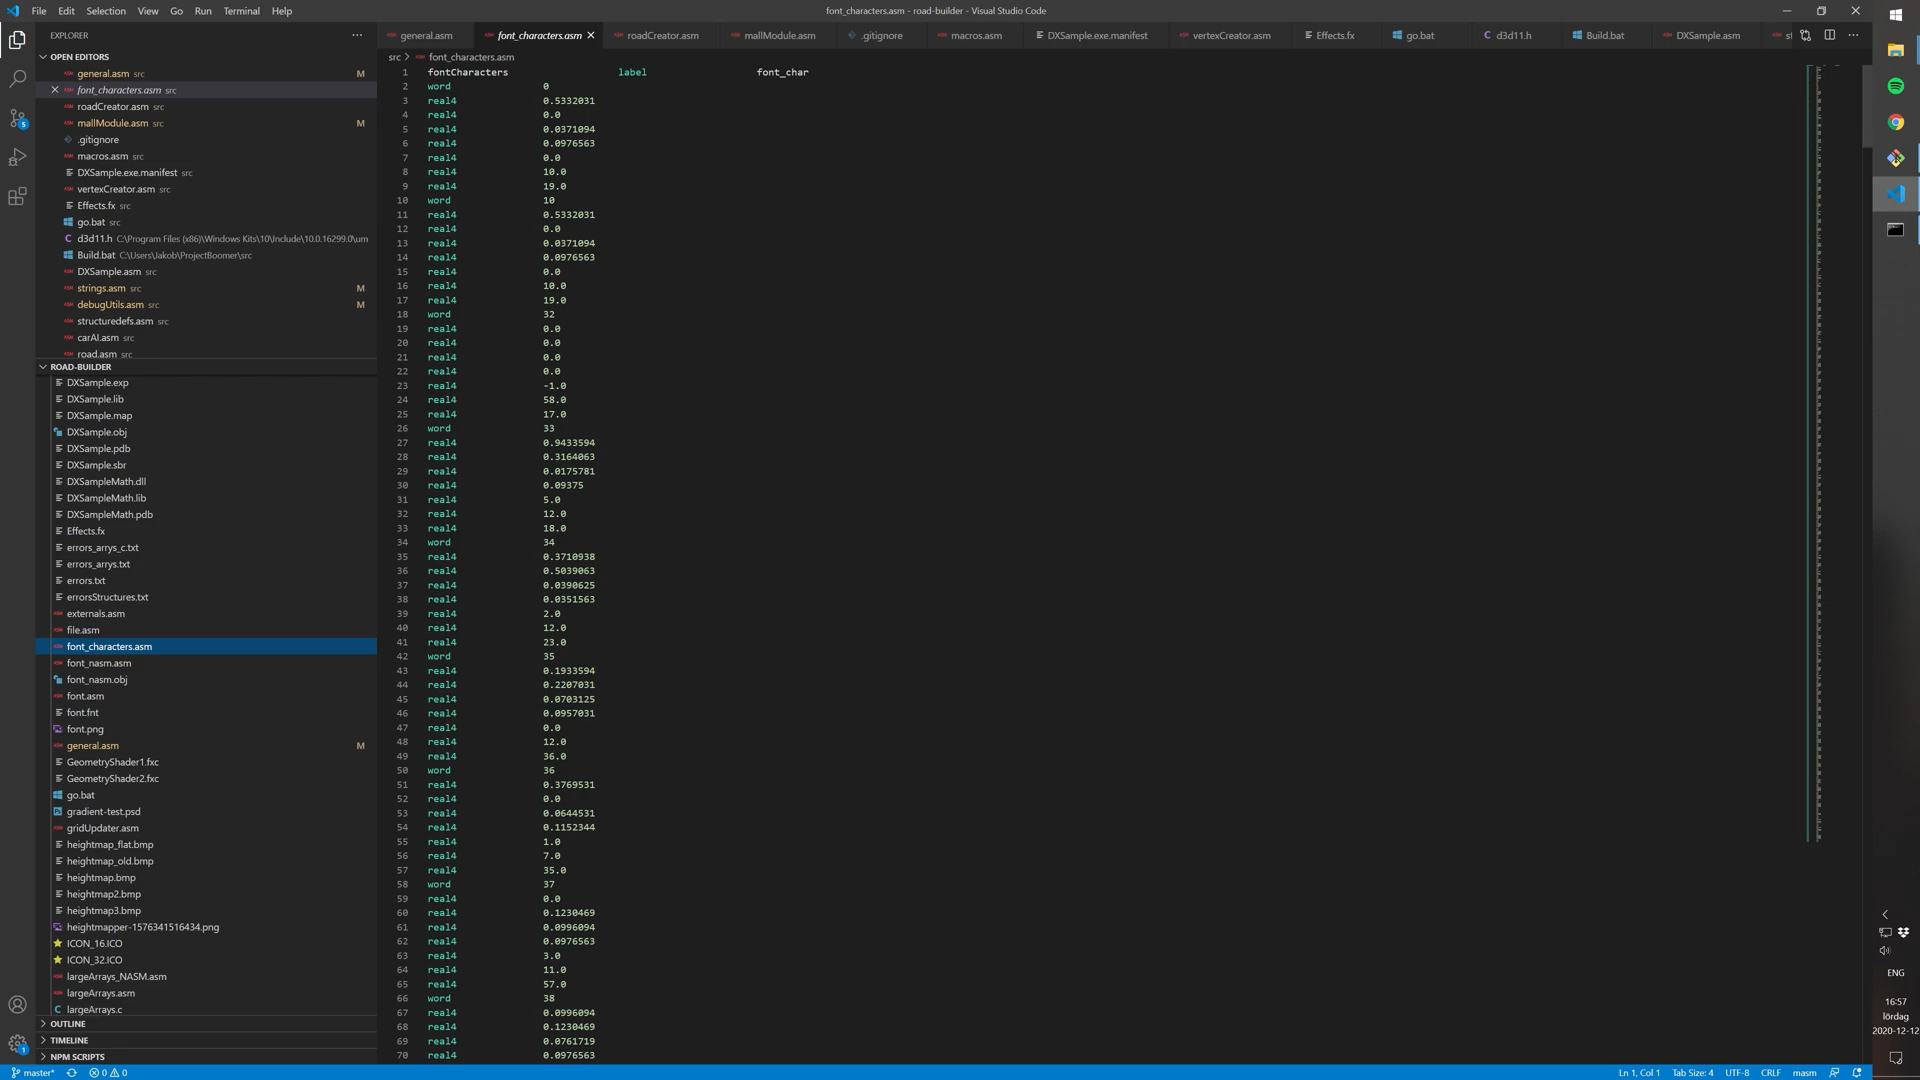 File Edit Selection View Go Run Terminal Help
font_characters.asm - road-builder - Visual Studio Code
EXPLORER
OPEN EDITORS
general.asm src M
font_characters.asm src
roadCreator.asm src
mallModule.asm src M
.gitignore
macros.asm src
DXSample.exe.manifest src
vertexCreator.asm src
Effects.fx src
go.bat src
d3d11.h C:\Program Files (x86)\Windows Kits\10\Include\10.0.16299.0\um
Build.bat C:\Users\Jakob\ProjectBoomer\src
DXSample.asm src
strings.asm src M
debugUtils.asm src M
structuredefs.asm src
carAI.asm src
road.asm src
ROAD-BUILDER
DXSample.exp
DXSample.lib
DXSample.map
DXSample.obj
DXSample.pdb
DXSample.sbr
DXSampleMath.dll
DXSampleMath.lib
DXSampleMath.pdb
Effects.fx
errors_arrys_c.txt
errors_arrys.txt
errors.txt
errorsStructures.txt
externals.asm
file.asm
font_characters.asm
font_nasm.asm
font_nasm.obj
font.asm
font.fnt
font.png
general.asm M
GeometryShader1.fxc
GeometryShader2.fxc
go.bat
gradient-test.psd
gridUpdater.asm
heightmap_flat.bmp
heightmap_old.bmp
heightmap.bmp
heightmap2.bmp
heightmap3.bmp
heightmapper-1576341516434.png
ICON_16.ICO
ICON_32.ICO
largeArrays_NASM.asm
largeArrays.asm
largeArrays.c
OUTLINE
TIMELINE
NPM SCRIPTS
general.asm font_characters.asm roadCreator.asm mallModule.asm .gitignore macros.asm DXSample.exe.manifest vertexCreator.asm Effects.fx go.bat d3d11.h Build.bat DXSample.asm st
src > font_characters.asm
1 fontCharacters label font_char
2 word 0
3 real4 0.5332031
4 real4 0.0
5 real4 0.0371094
6 real4 0.0976563
7 real4 0.0
8 real4 10.0
9 real4 19.0
10 word 10
11 real4 0.5332031
12 real4 0.0
13 real4 0.0371094
14 real4 0.0976563
15 real4 0.0
16 real4 10.0
17 real4 19.0
18 word 32
19 real4 0.0
20 real4 0.0
21 real4 0.0
22 real4 0.0
23 real4 -1.0
24 real4 58.0
25 real4 17.0
26 word 33
27 real4 0.9433594
28 real4 0.3164063
29 real4 0.0175781
30 real4 0.09375
31 real4 5.0
32 real4 12.0
33 real4 18.0
34 word 34
35 real4 0.3710938
36 real4 0.5039063
37 real4 0.0390625
38 real4 0.0351563
39 real4 2.0
40 real4 12.0
41 real4 23.0
42 word 35
43 real4 0.1933594
44 real4 0.2207031
45 real4 0.0703125
46 real4 0.0957031
47 real4 0.0
48 real4 12.0
49 real4 36.0
50 word 36
51 real4 0.3769531
52 real4 0.0
53 real4 0.0644531
54 real4 0.1152344
55 real4 1.0
56 real4 7.0
57 real4 35.0
58 word 37
59 real4 0.0
60 real4 0.1230469
61 real4 0.0996094
62 real4 0.0976563
63 real4 3.0
64 real4 11.0
65 real4 57.0
66 word 38
67 real4 0.0996094
68 real4 0.1230469
69 real4 0.0761719
70 real4 0.0976563
5
1
master* 0 0
Ln 1, Col 1 Tab Size: 4 UTF-8 CRLF masm
ENG
16:57
lördag
2020-12-12